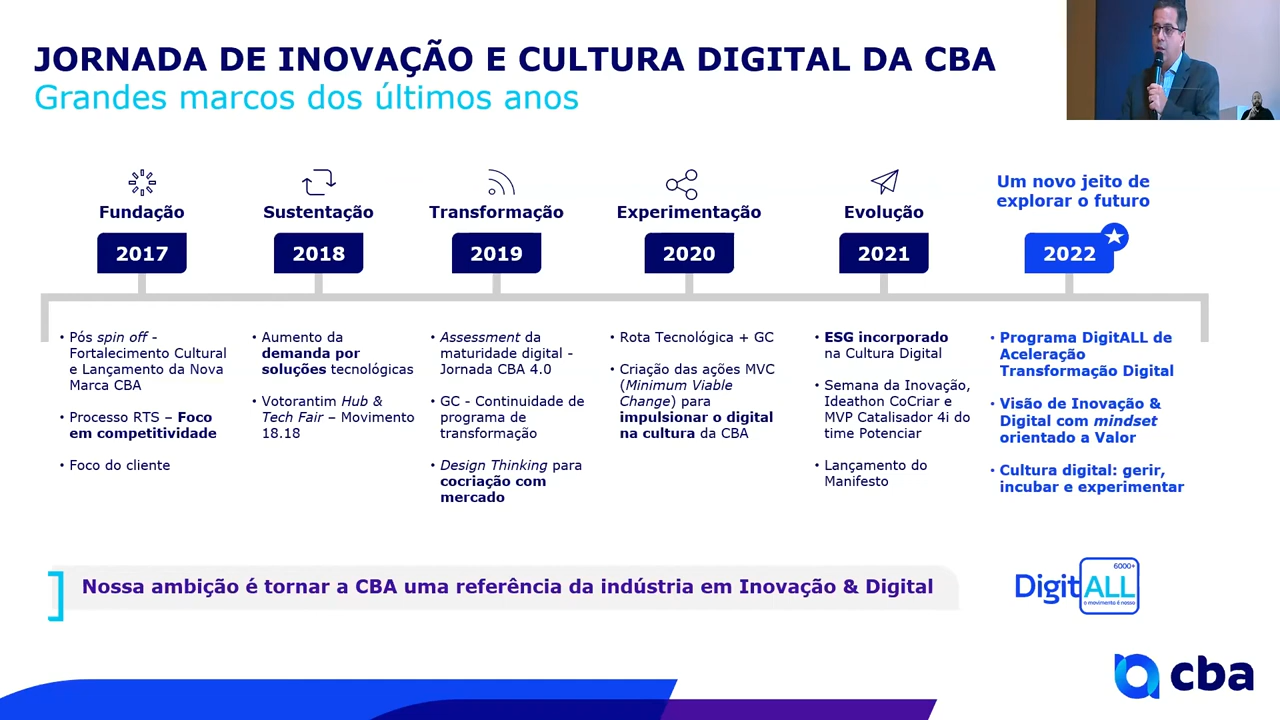 JORNADA DE INOVAÇÃO E CULTURA DIGITAL DA CBA
Grandes marcos dos últimos anos
Fundação
2017
• Pós spin off -
Fortalecimento Cultural
e Lançamento da Nova
Marca CBA
• Processo RTS – Foco
em competitividade
• Foco do cliente
Sustentação
2018
• Aumento da
demanda por
soluções tecnológicas
• Votorantim Hub &
Tech Fair – Movimento
18.18
Transformação
2019
• Assessment da
maturidade digital -
Jornada CBA 4.0
• GC - Continuidade de
programa de
transformação
• Design Thinking para
cocriação com
mercado
Experimentação
2020
• Rota Tecnológica + GC
• Criação das ações MVC
(Minimum Viable
Change) para
impulsionar o digital
na cultura da CBA
Evolução
2021
• ESG incorporado
na Cultura Digital
• Semana da Inovação,
Ideathon CoCriar e
MVP Catalisador 4i do
time Potenciar
• Lançamento do
Manifesto
Um novo jeito de
explorar o futuro
2022
• Programa DigitALL de
Aceleração
Transformação Digital
• Visão de Inovação &
Digital com mindset
orientado a Valor
• Cultura digital: gerir,
incubar e experimentar
Nossa ambição é tornar a CBA uma referência da indústria em Inovação & Digital
6000+
DigitALL
o movimento é nosso
cba